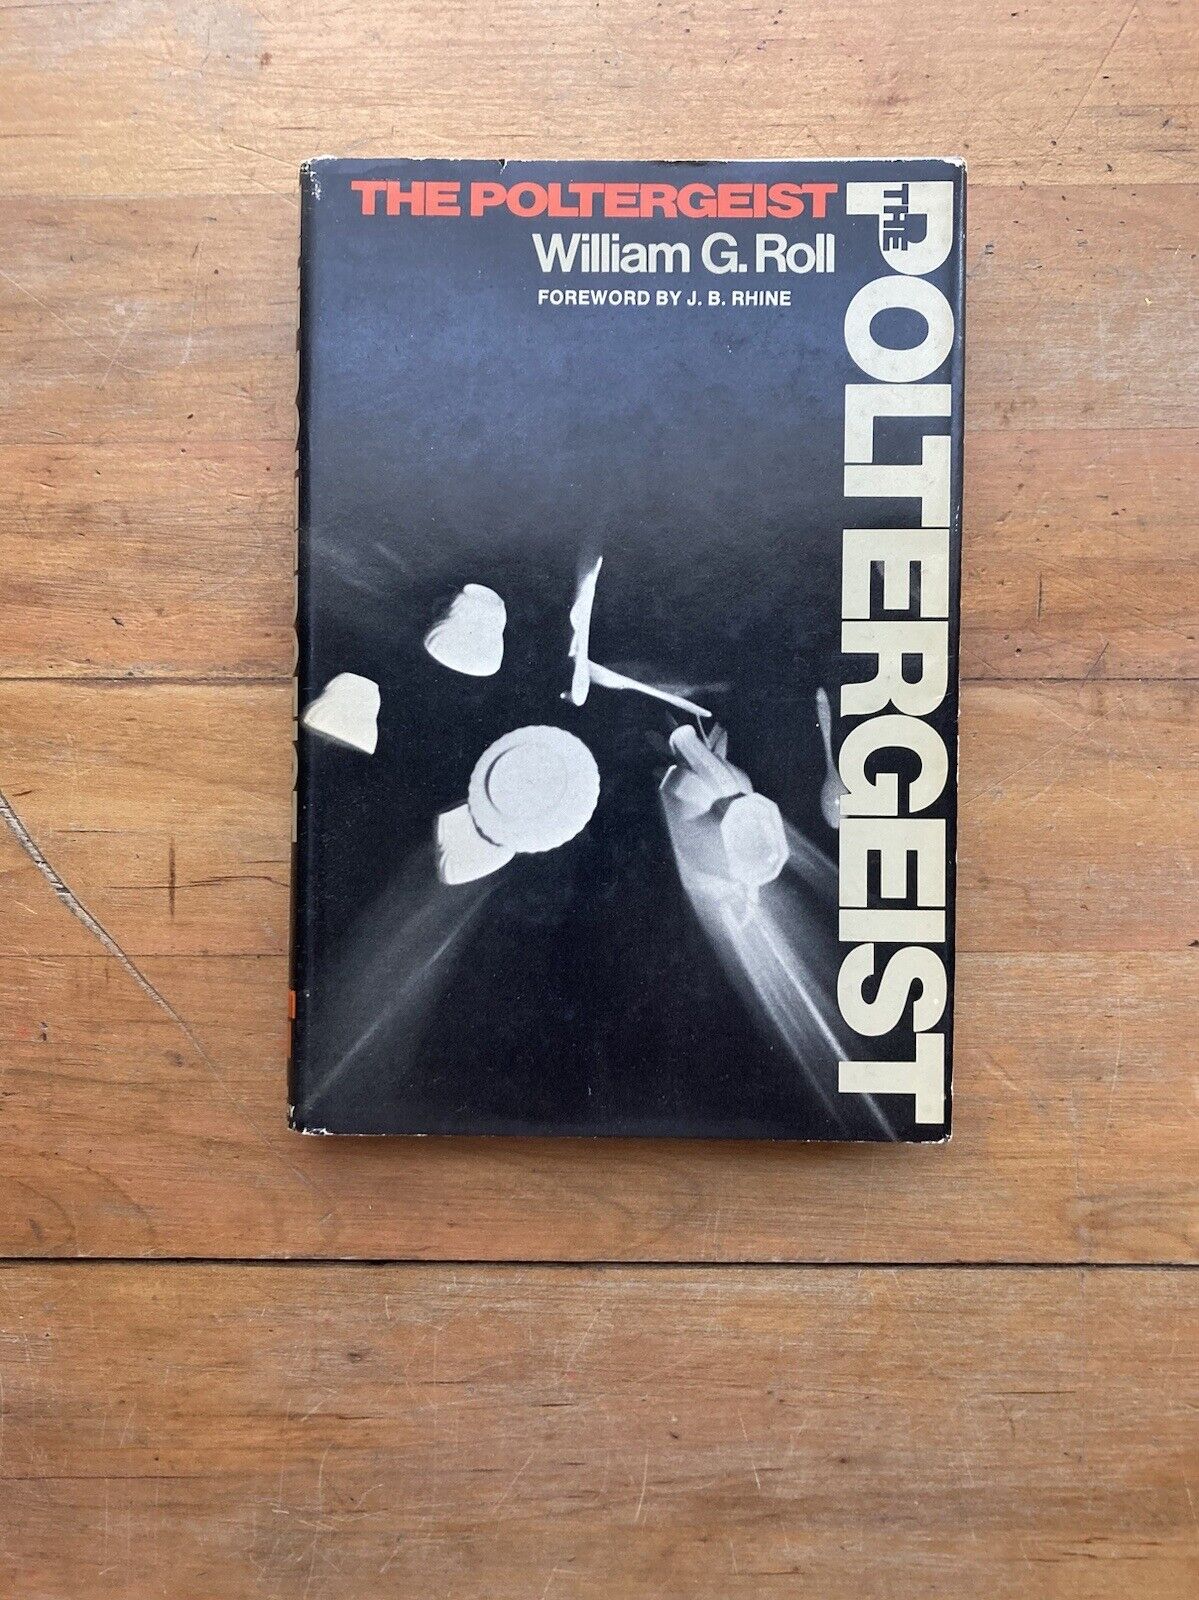 THE POLTERGEIST
William G. Roll
FOREWORD BY J. B. RHINE
THE POLTERGEIST